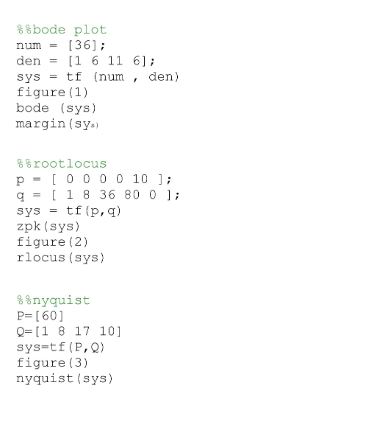 %%bode plot
num = [36];
den = [1 6 11 6];
sys = tf (num , den)
figure(1)
bode (sys)
margin(sys)
%%rootlocus
p = [ 0 0 0 0 10 ];
q = [ 1 8 36 80 0 ];
sys = tf(p,q)
zpk(sys)
figure(2)
rlocus(sys)
%%nyquist
P=[60]
Q=[1 8 17 10]
sys=tf(P,Q)
figure(3)
nyquist(sys)